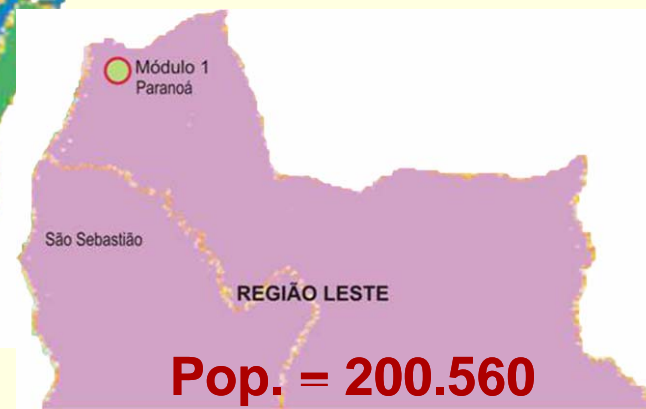 Módulo 1
Paranoá
São Sebastião
REGIÃO LESTE
Pop. = 200.560